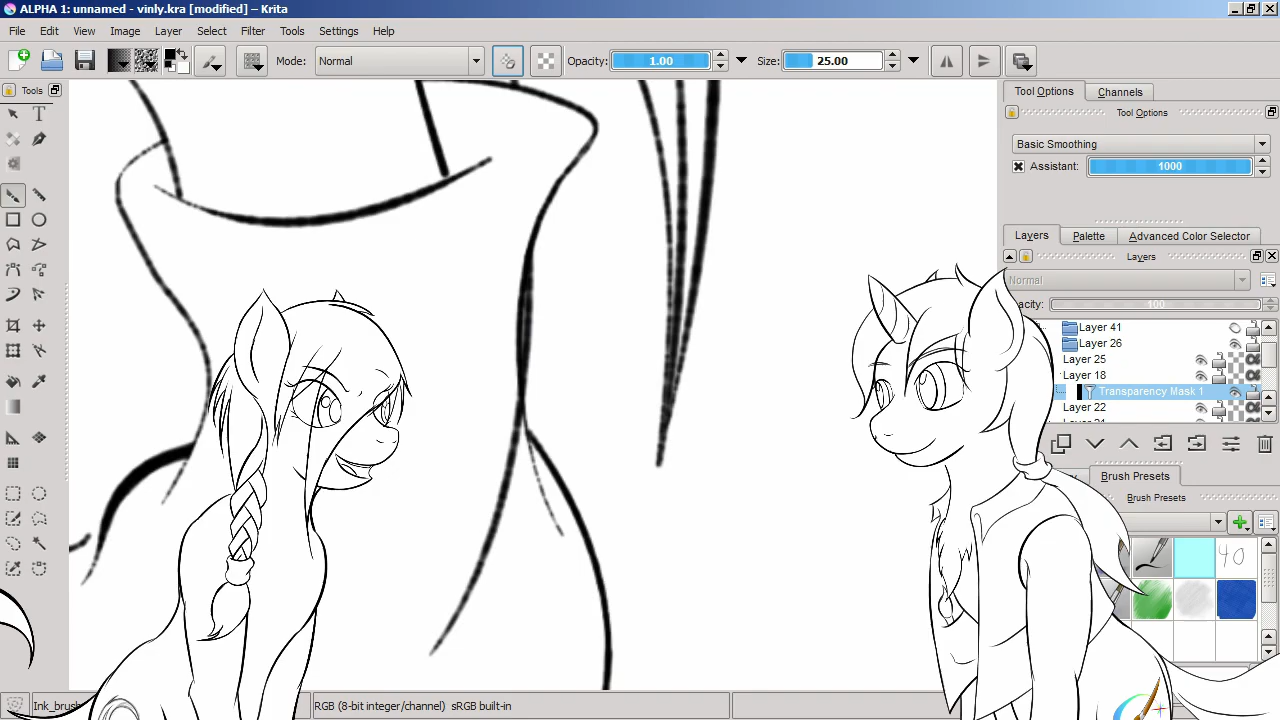 ALPHA 1: unnamed - vinly.kra [modified] – Krita
File Edit View Image Layer Select Filter Tools Settings Help
Mode: Normal Opacity: 1.00 Size: 25.00
Tools
Tool Options Channels
Tool Options
Basic Smoothing
Assistant: 1000
Layers Palette Advanced Color Selector
Layers
Normal
pacity: 100
Layer 41
Layer 26
Layer 25
Layer 18
Transparency Mask 1
Layer 22
Brush Presets
Brush Presets
40
Ink_brush RGB (8-bit integer/channel) sRGB built-in